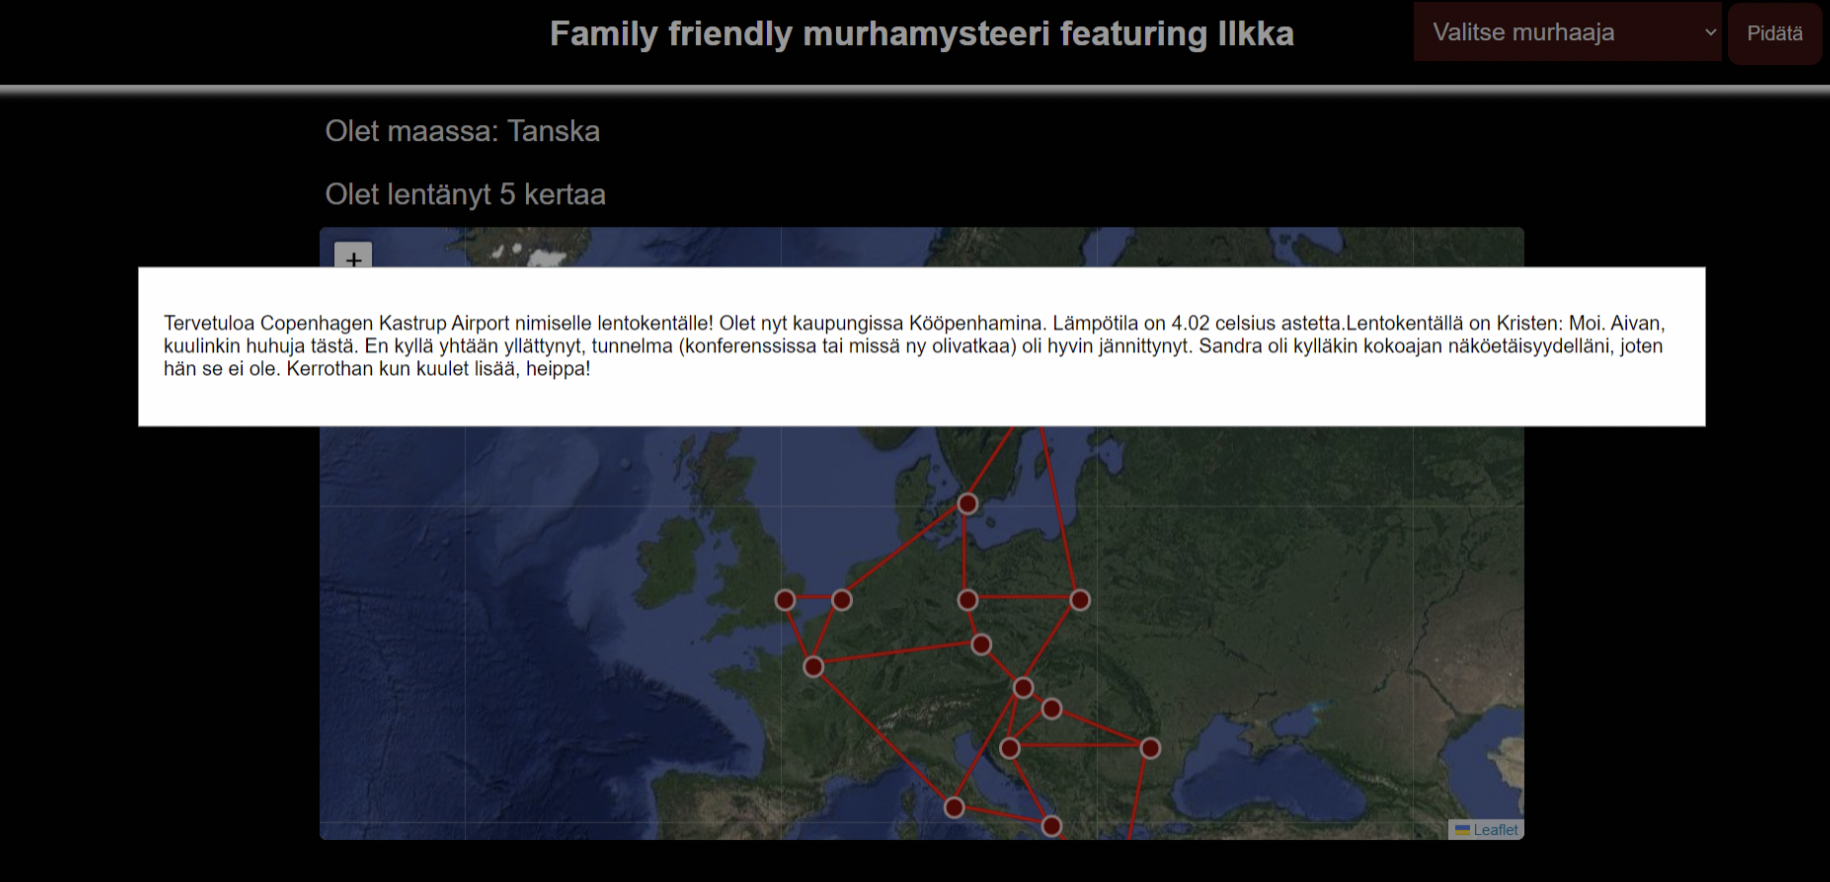 Family friendly murhamysteeri featuring Ilkka
Valitse murhaaja
Pidätä
Olet maassa: Tanska
Olet lentänyt 5 kertaa
+
Tervetuloa Copenhagen Kastrup Airport nimiselle lentokentälle! Olet nyt kaupungissa Kööpenhamina. Lämpötila on 4.02 celsius astetta.Lentokentällä on Kristen: Moi. Aivan,
kuulinkin huhuja tästä. En kyllä yhtään yllättynyt, tunnelma (konferenssissa tai missä ny olivatkaa) oli hyvin jännittynyt. Sandra oli kylläkin kokoajan näköetäisyydelläni, joten
hän se ei ole. Kerrothan kun kuulet lisää, heippa!
Leaflet